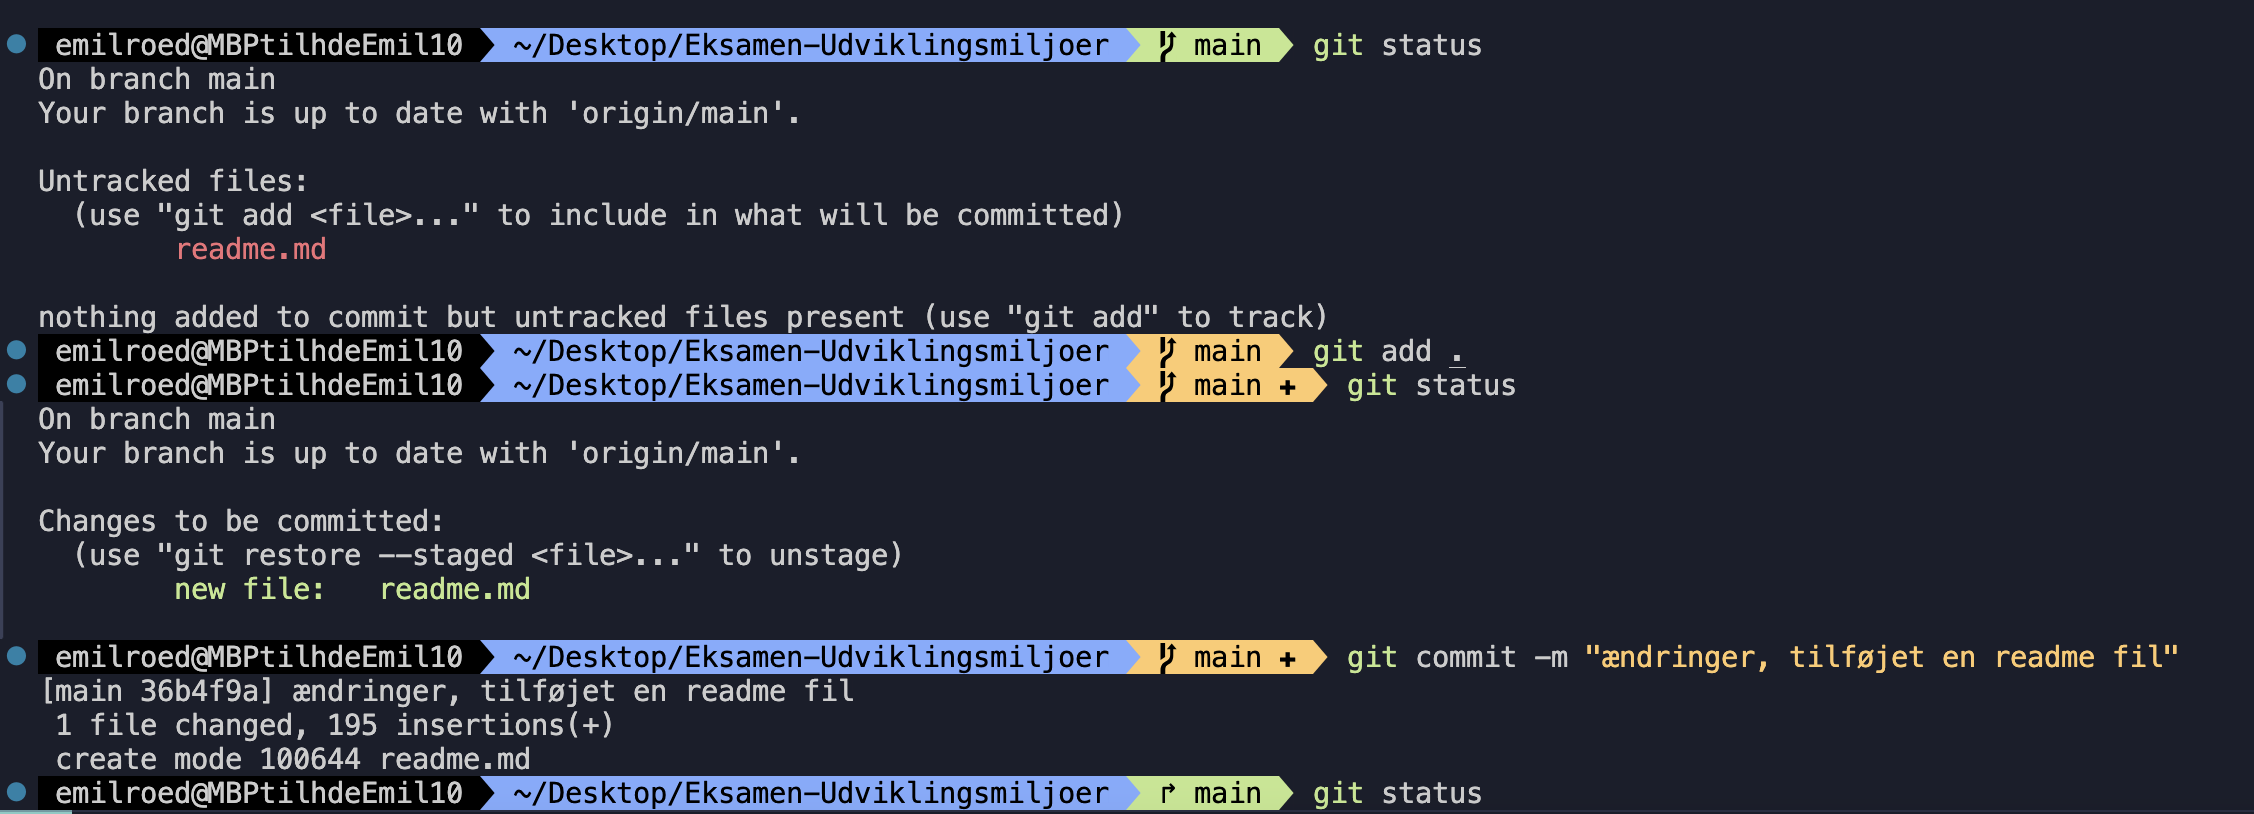 emilroed@MBPtilhdeEmil10 ~/Desktop/Eksamen-Udviklingsmiljoer main git status
On branch main
Your branch is up to date with 'origin/main'.
Untracked files:
(use "git add <file>..." to include in what will be committed)
readme.md
nothing added to commit but untracked files present (use "git add" to track)
emilroed@MBPtilhdeEmil10 ~/Desktop/Eksamen-Udviklingsmiljoer main git add .
emilroed@MBPtilhdeEmil10 ~/Desktop/Eksamen-Udviklingsmiljoer main + git status
On branch main
Your branch is up to date with 'origin/main'.
Changes to be committed:
(use "git restore --staged <file>..." to unstage)
new file: readme.md
emilroed@MBPtilhdeEmil10 ~/Desktop/Eksamen-Udviklingsmiljoer main + git commit -m "ændringer, tilføjet en readme fil"
[main 36b4f9a] ændringer, tilføjet en readme fil
1 file changed, 195 insertions(+)
create mode 100644 readme.md
emilroed@MBPtilhdeEmil10 ~/Desktop/Eksamen-Udviklingsmiljoer main git status